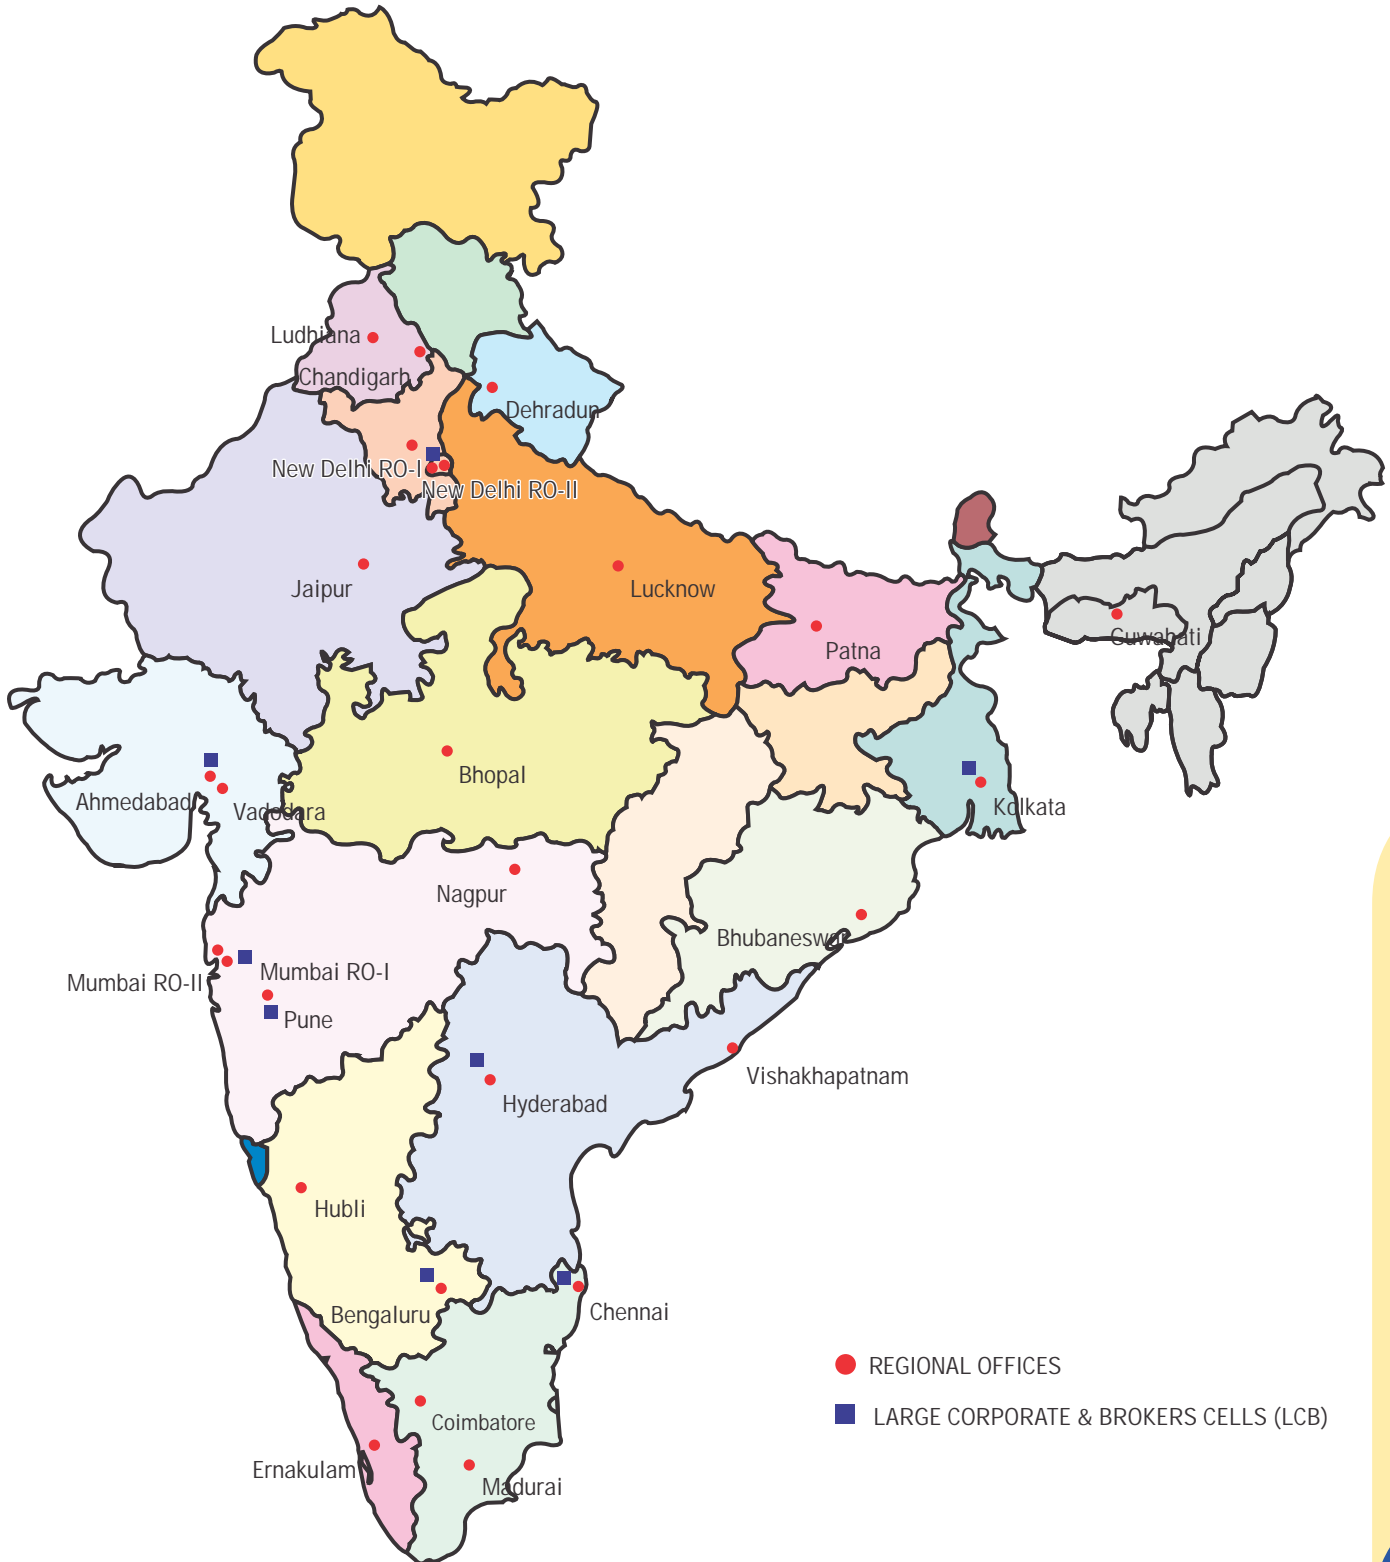 Ludhiana
Chandigarh
Dehradun
New Delhi RO-I
New Delhi RO-II
Jaipur
Lucknow
Guwahati
Patna
Bhopal
Ahmedabad
Vadodara
Kolkata
Nagpur
Bhubaneswar
Mumbai RO-I
Mumbai RO-II
Pune
Vishakhapatnam
Hyderabad
Hubli
Bengaluru
Chennai
REGIONAL OFFICES
LARGE CORPORATE & BROKERS CELLS (LCB)
Coimbatore
Ernakulam
Madurai